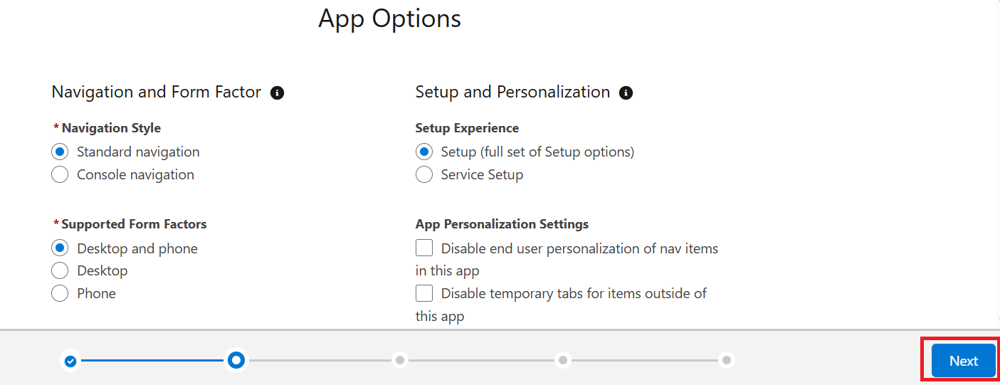 App Options
Navigation and Form Factor
* Navigation Style
Standard navigation
Console navigation
* Supported Form Factors
Desktop and phone
Desktop
Phone
Setup and Personalization
Setup Experience
Setup (full set of Setup options)
Service Setup
App Personalization Settings
Disable end user personalization of nav items
in this app
Disable temporary tabs for items outside of
this app
Next